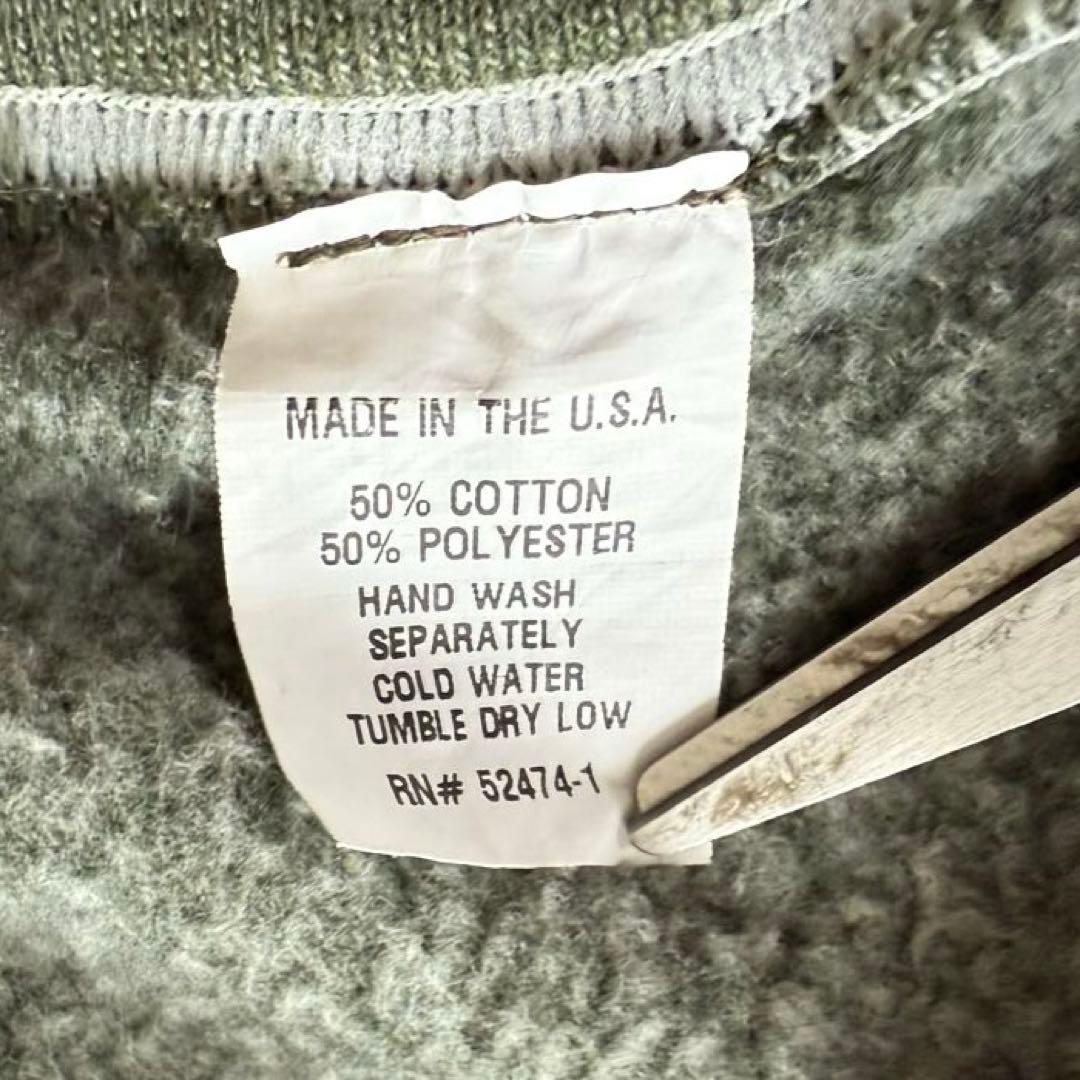 MADE IN THE U.S.A.
50% COTTON
50% POLYESTER
HAND WASH
SEPARATELY
COLD WATER
TUMBLE DRY LOW
RN# 52474-1